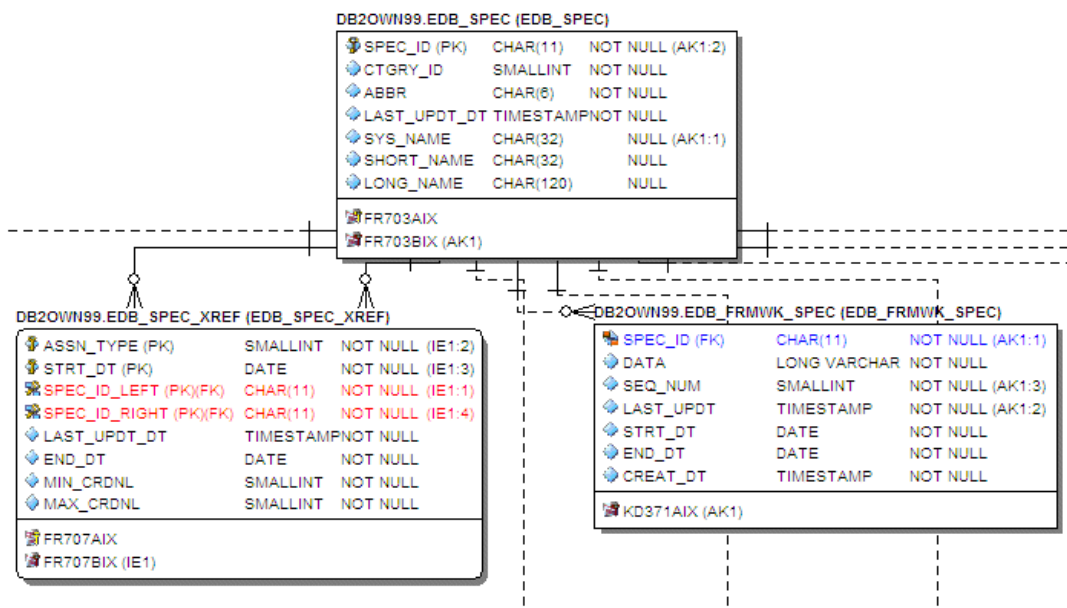 DB2OWN99.EDB_SPEC (EDB_SPEC)
SPEC_ID (PK) CHAR(11) NOT NULL (AK1:2)
CTGRY_ID SMALLINT NOT NULL
ABBR CHAR(6) NOT NULL
LAST_UPDT_DT TIMESTAMP NOT NULL
SYS_NAME CHAR(32) NULL (AK1:1)
SHORT_NAME CHAR(32) NULL
LONG_NAME CHAR(120) NULL
FR703AIX
FR703BIX (AK1)
DB2OWN99.EDB_SPEC_XREF (EDB_SPEC_XREF)
ASSN_TYPE (PK) SMALLINT NOT NULL (IE1:2)
STRT_DT (PK) DATE NOT NULL (IE1:3)
SPEC_ID_LEFT (PK)(FK) CHAR(11) NOT NULL (IE1:1)
SPEC_ID_RIGHT (PK)(FK) CHAR(11) NOT NULL (IE1:4)
LAST_UPDT_DT TIMESTAMP NOT NULL
END_DT DATE NOT NULL
MIN_CRDNL SMALLINT NOT NULL
MAX_CRDNL SMALLINT NOT NULL
FR707AIX
FR707BIX (IE1)
DB2OWN99.EDB_FRMWK_SPEC (EDB_FRMWK_SPEC)
SPEC_ID (FK) CHAR(11) NOT NULL (AK1:1)
DATA LONG VARCHAR NOT NULL
SEQ_NUM SMALLINT NOT NULL (AK1:3)
LAST_UPDT TIMESTAMP NOT NULL (AK1:2)
STRT_DT DATE NOT NULL
END_DT DATE NOT NULL
CREAT_DT TIMESTAMP NOT NULL
KD371AIX (AK1)